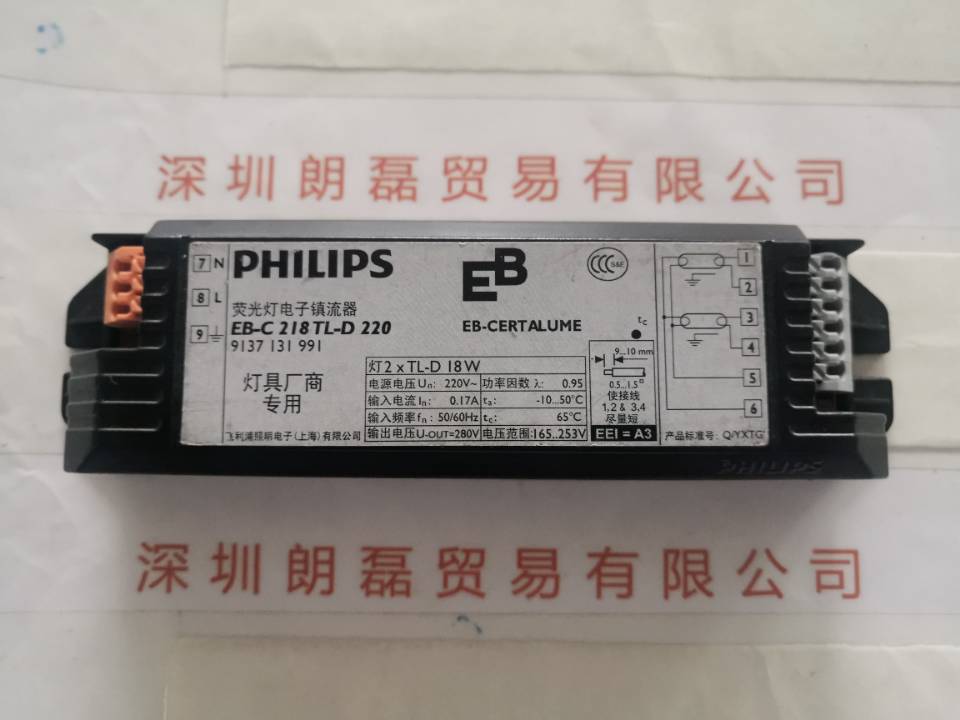 深圳朗磊贸易有限公司
7 N
8 L
9
PHILIPS
荧光灯电子镇流器
EB-C 218 TL-D 220
9137 131 991
灯具厂商
专用
飞利浦照明电子(上海)有限公司
EB
EB-CERTALUME
CCC S&E
tc
灯 2 x TL-D 18W
电源电压 Un: 220V~ 功率因数 λ: 0.95
输入电流 In: 0.17A ta: -10...50°C
输入频率 fn: 50/60Hz tc: 65°C
输出电压 U-OUT=280V 电压范围:165..253V
9...10 mm
0.5...1.5□
使接线
1,2 & 3,4
尽量短
EEI = A3
1
2
3
4
5
6
产品标准号: Q/YXTG
PHILIPS
深圳朗磊贸易有限公司